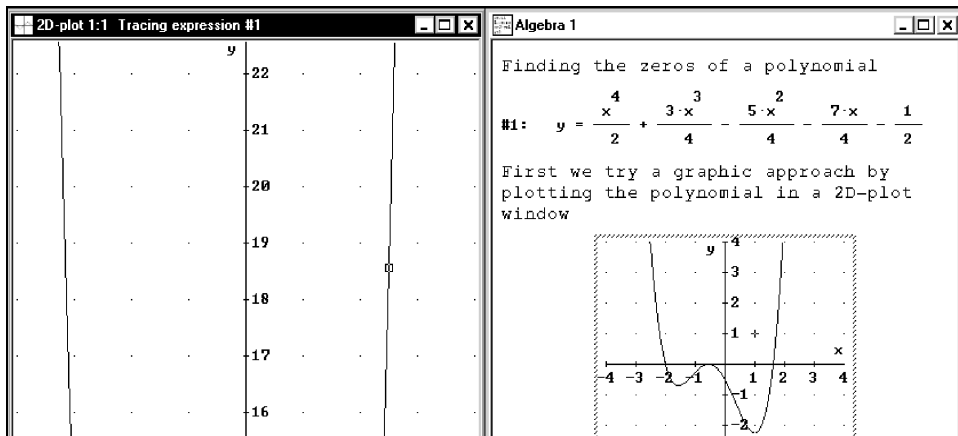 2D-plot 1:1 Tracing expression #1
y
22
21
20
19
18
17
16
Algebra 1
Finding the zeros of a polynomial
#1: y = x^4/2 + 3·x^3/4 - 5·x^2/4 - 7·x/4 - 1/2
First we try a graphic approach by
plotting the polynomial in a 2D-plot
window
y
4
3
2
1
x
-4 -3 -2 -1 1 2 3 4
-1
-2